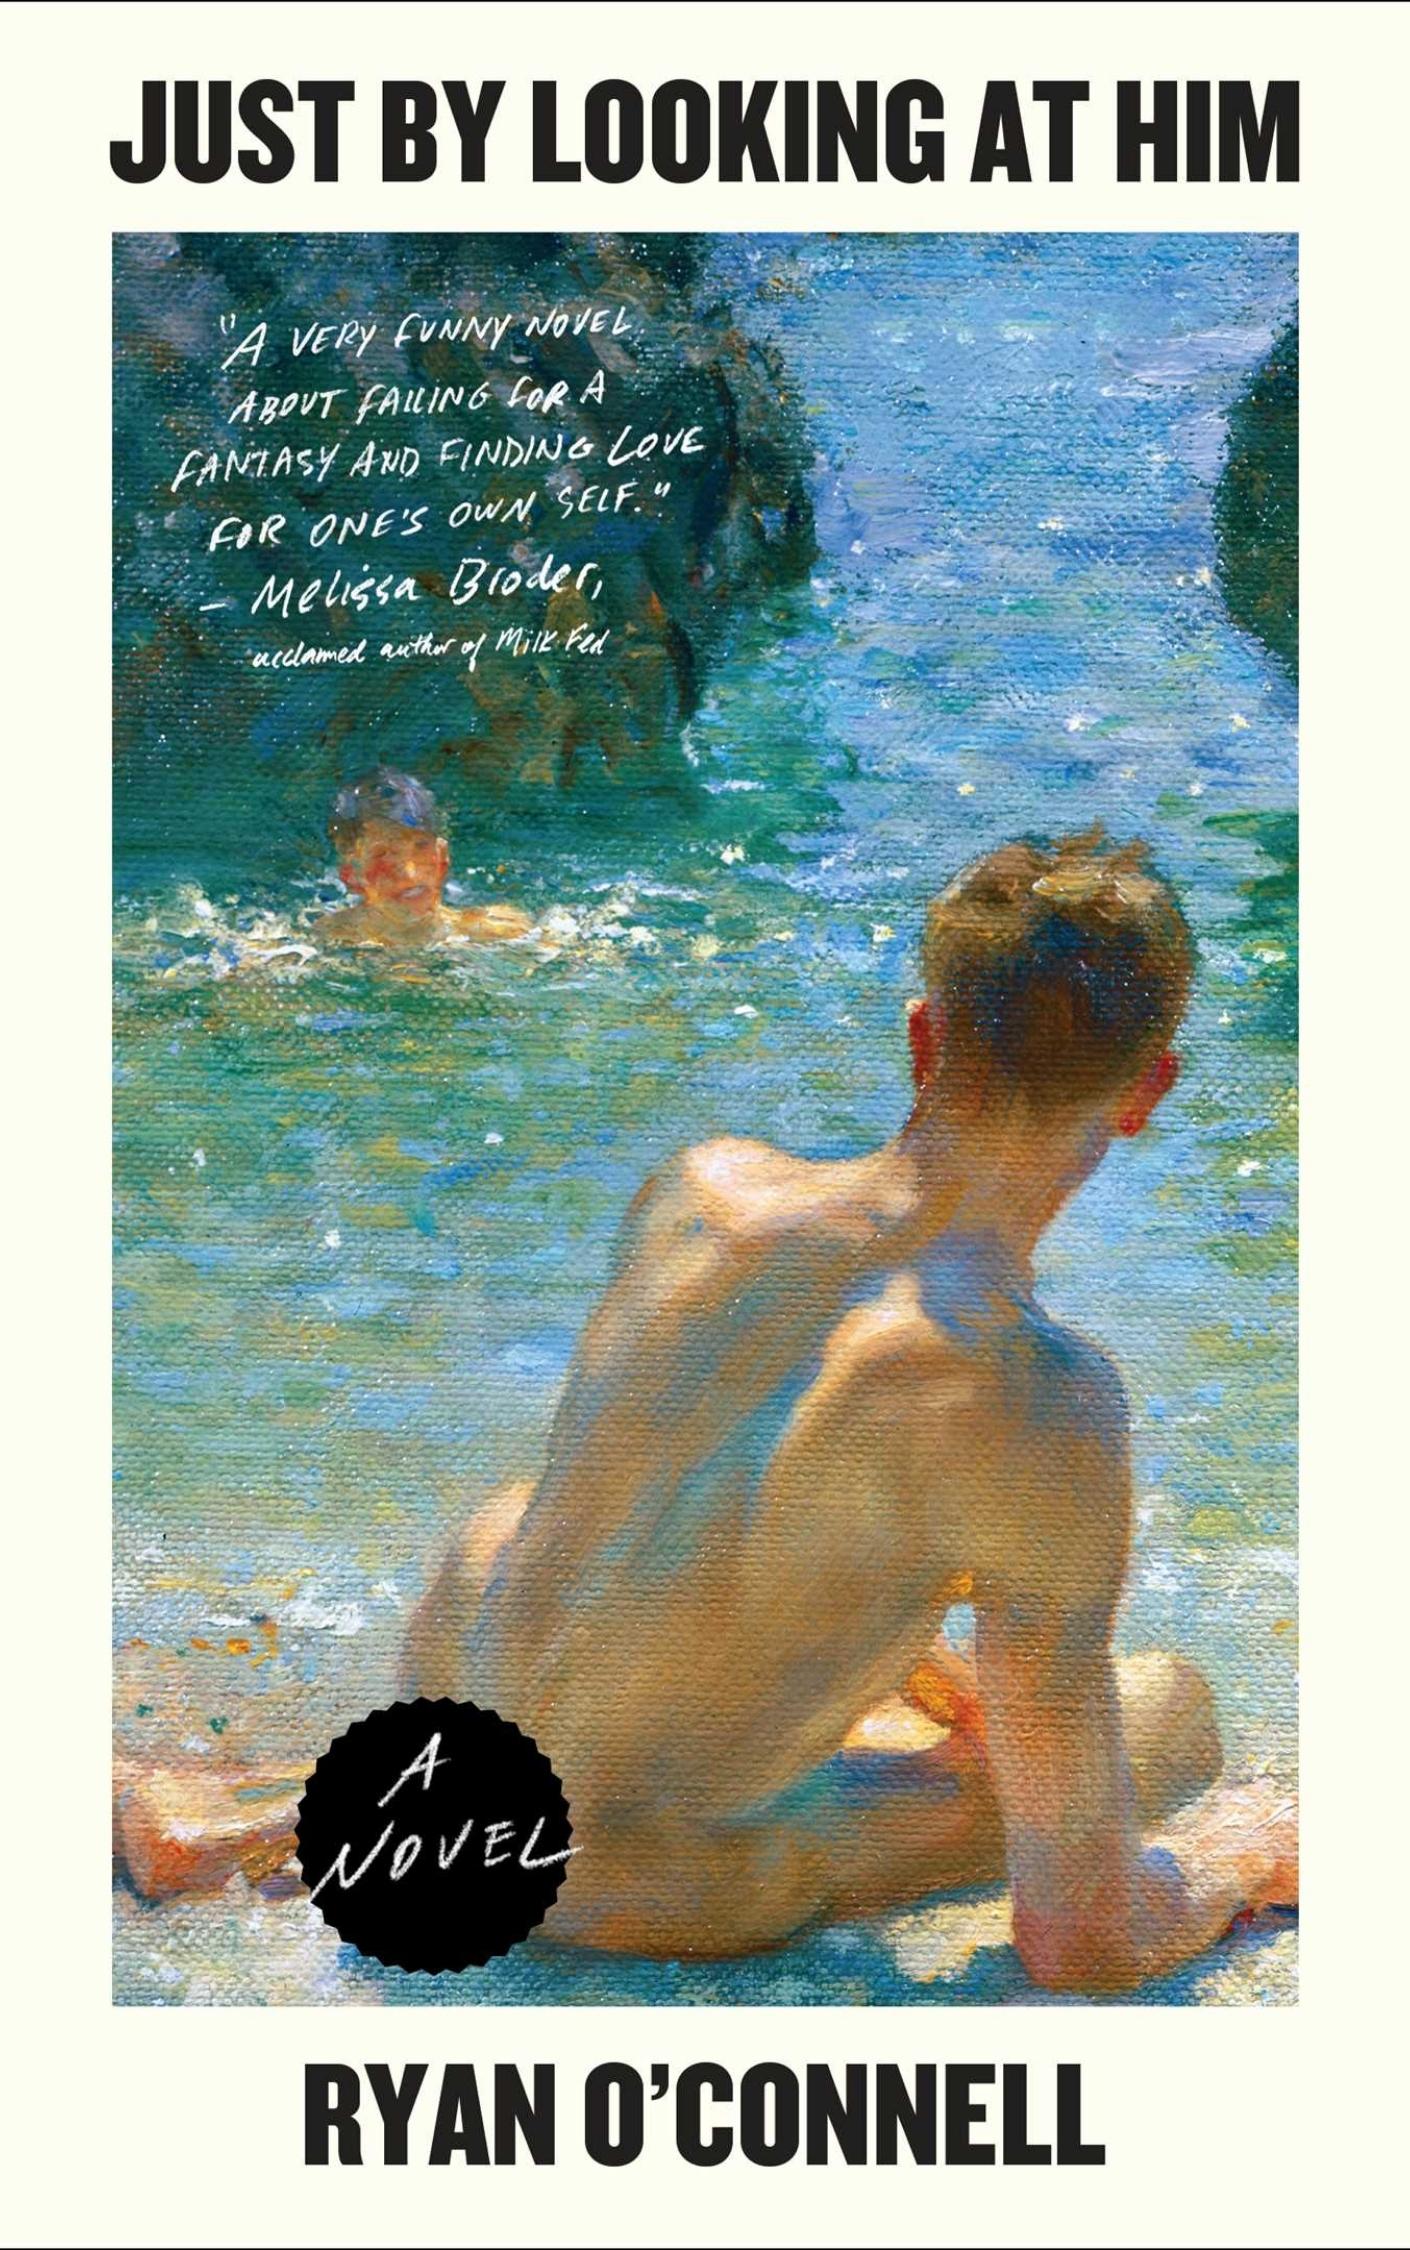 JUST BY LOOKING AT HIM
"A VERY FUNNY NOVEL
ABOUT FALLING FOR A
FANTASY AND FINDING LOVE
FOR ONE'S OWN SELF."
– Melissa Broder,
acclaimed author of Milk Fed
A
NOVEL
RYAN O'CONNELL